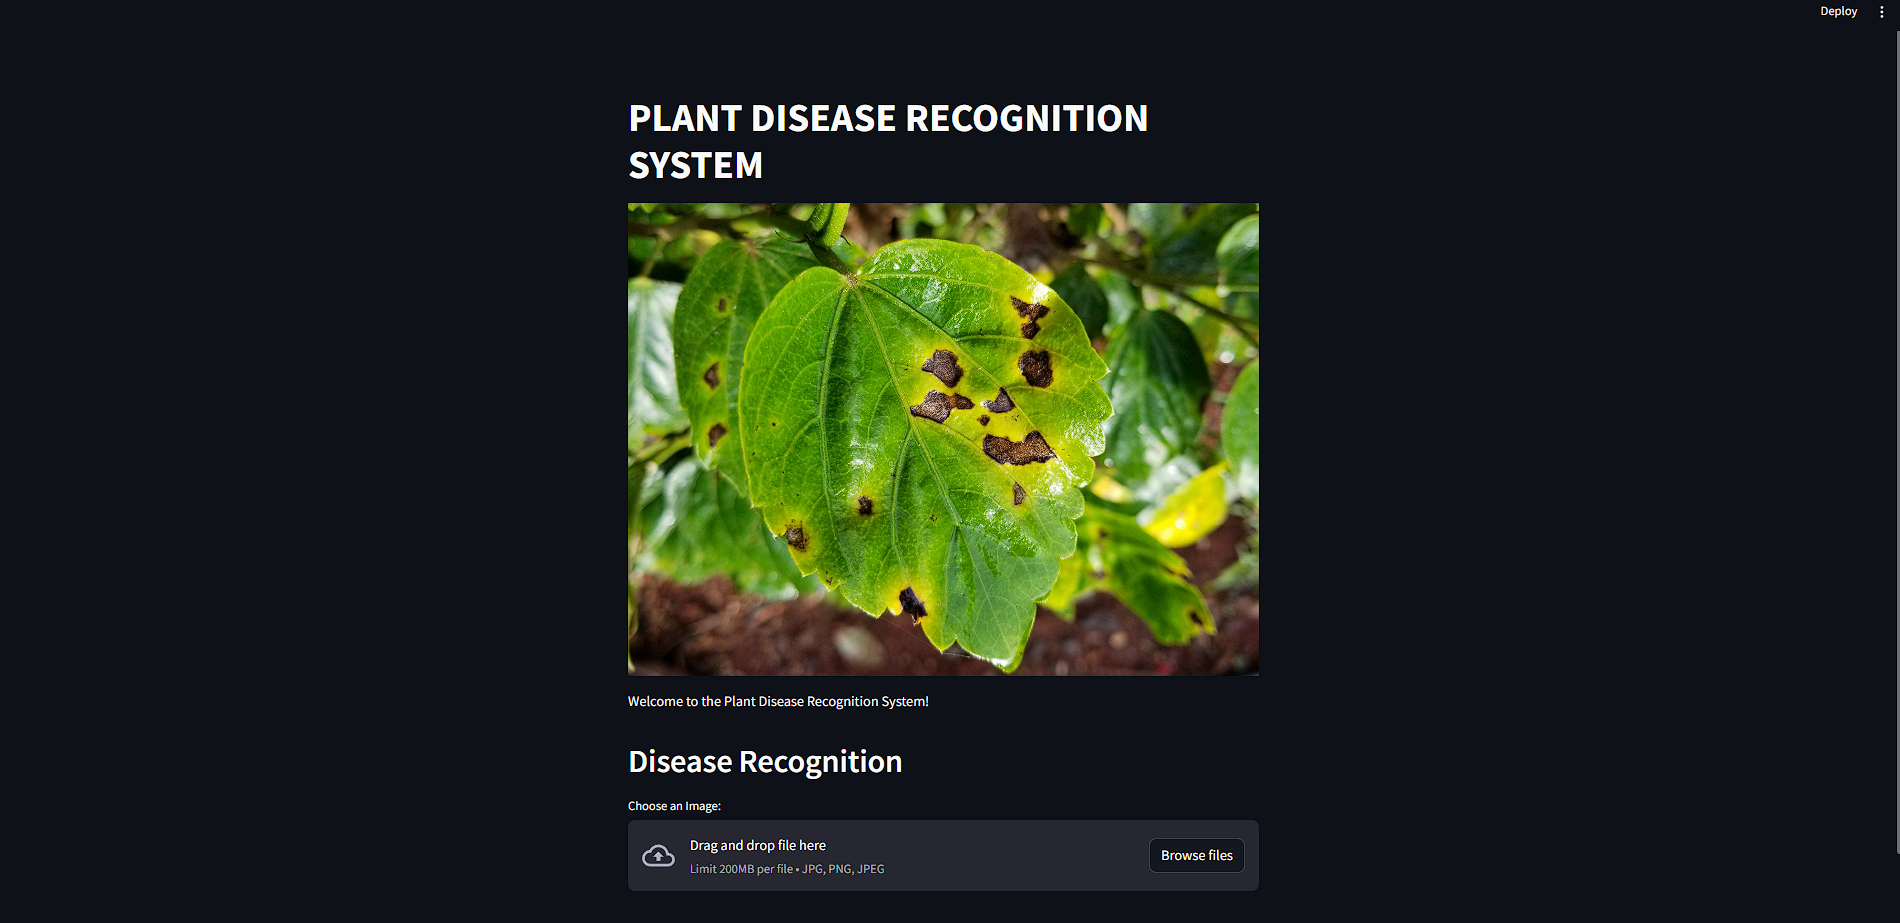 Deploy
PLANT DISEASE RECOGNITION
SYSTEM
Welcome to the Plant Disease Recognition System!
Disease Recognition
Choose an Image:
Drag and drop file here
Limit 200MB per file • JPG, PNG, JPEG
Browse files